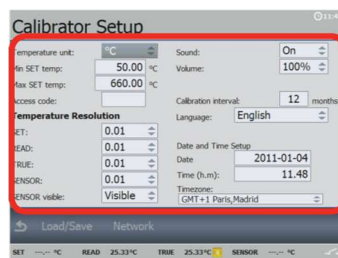 11:4
Calibrator Setup
Temperature unit: °C
Min SET temp: 50.00 °C
Max SET temp: 660.00 °C
Access code:
Temperature Resolution
SET: 0.01
READ: 0.01
TRUE: 0.01
SENSOR: 0.01
SENSOR visible: Visible
Sound: On
Volume: 100%
Calibration interval: 12 months
Language: English
Date and Time Setup
Date 2011-01-04
Time (h.m): 11.48
Timezone:
GMT+1 Paris,Madrid
Load/Save Network
SET ---,-- °C READ 25.33°C TRUE 25.33°C SENSOR ---,-- °C